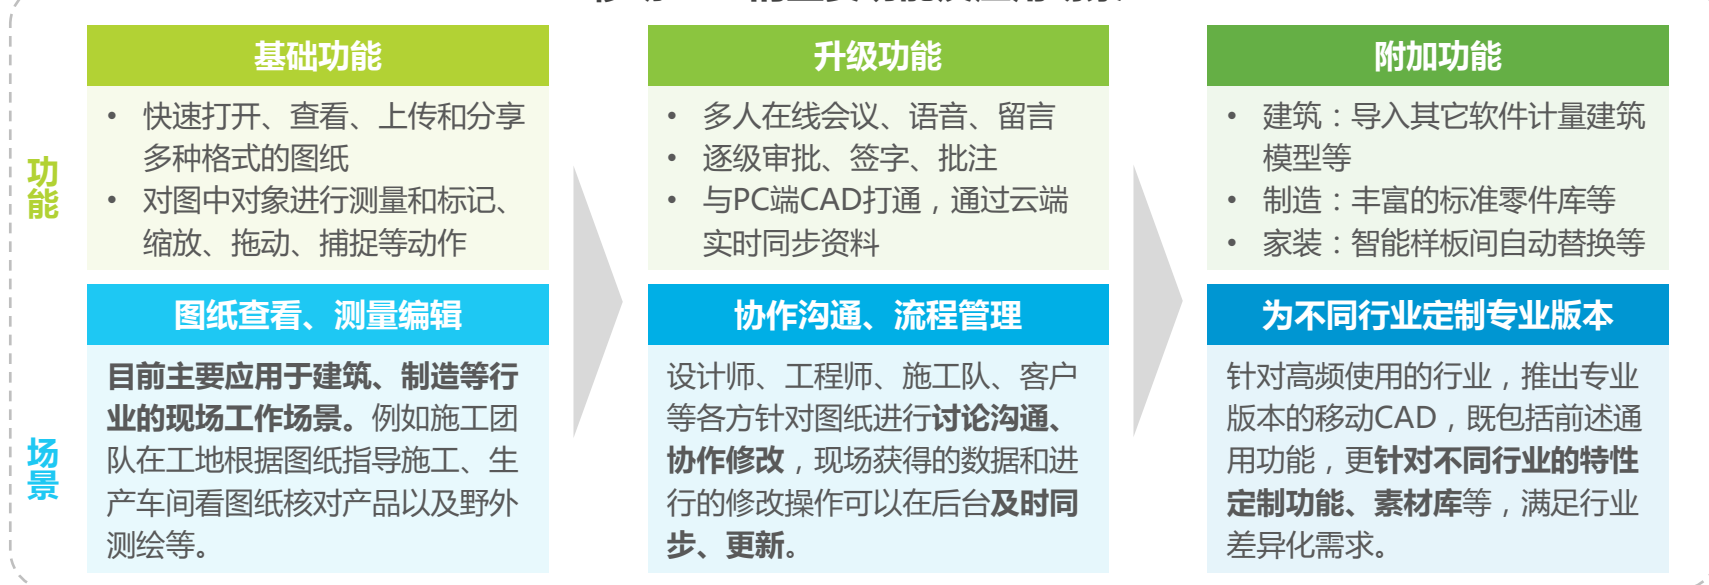 基础功能
• 快速打开、查看、上传和分享
多种格式的图纸
• 对图中对象进行测量和标记、
缩放、拖动、捕捉等动作
升级功能
• 多人在线会议、语音、留言
• 逐级审批、签字、批注
• 与PC端CAD打通，通过云端
实时同步资料
附加功能
• 建筑：导入其它软件计量建筑
模型等
• 制造：丰富的标准零件库等
• 家装：智能样板间自动替换等
功能
图纸查看、测量编辑
目前主要应用于建筑、制造等行
业的现场工作场景。例如施工团
队在工地根据图纸指导施工、生
产车间看图纸核对产品以及野外
测绘等。
协作沟通、流程管理
设计师、工程师、施工队、客户
等各方针对图纸进行讨论沟通、
协作修改，现场获得的数据和进
行的修改操作可以在后台及时同
步、更新。
为不同行业定制专业版本
针对高频使用的行业，推出专业
版本的移动CAD，既包括前述通
用功能，更针对不同行业的特性
定制功能、素材库等，满足行业
差异化需求。
场景